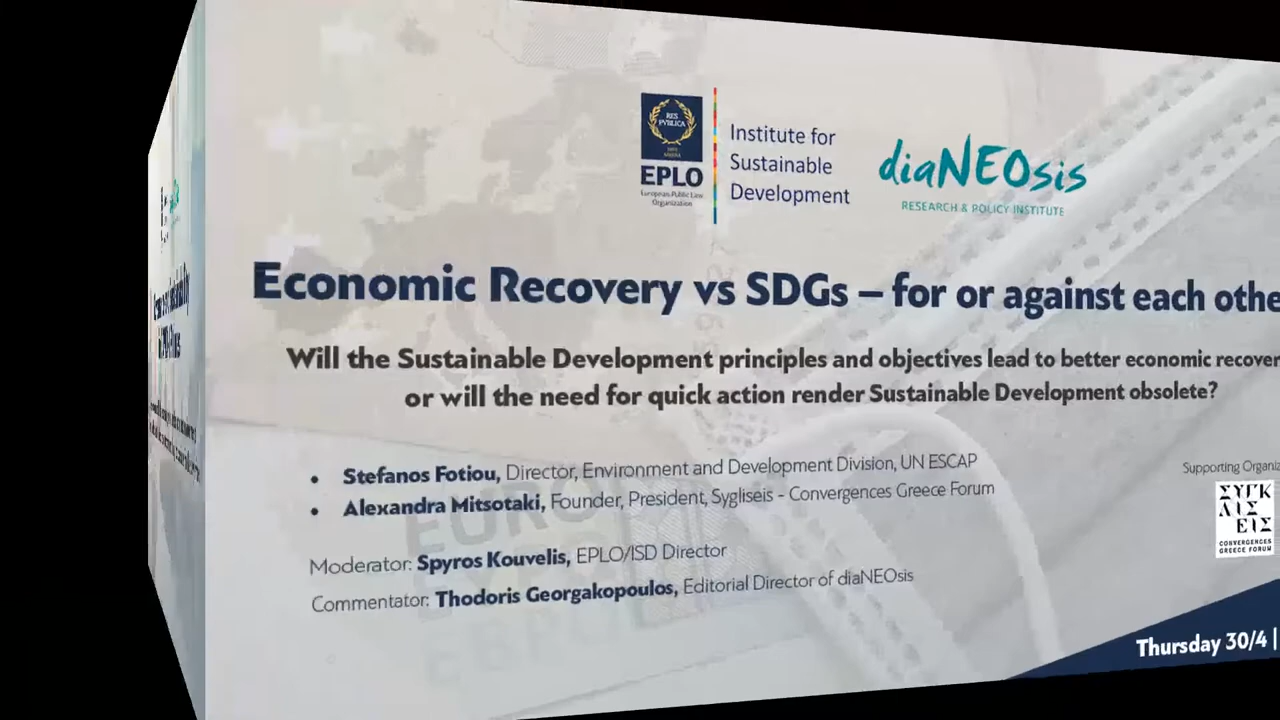 RES
PVBLICA
EPLO
European Public Law
Organization
Institute for
Sustainable
Development
diaNEOsis
RESEARCH & POLICY INSTITUTE
Economic Recovery vs SDGs – for or against each othe
Will the Sustainable Development principles and objectives lead to better economic recover
or will the need for quick action render Sustainable Development obsolete?
• Stefanos Fotiou, Director, Environment and Development Division, UN ESCAP
• Alexandra Mitsotaki, Founder, President, Sygliseis - Convergences Greece Forum
Moderator: Spyros Kouvelis, EPLO/ISD Director
Commentator: Thodoris Georgakopoulos, Editorial Director of diaNEOsis
Supporting Organiz
ΣΥΓΚ
ΛΙΣ
ΕΙΣ
CONVERGENCES
GREECE FORUM
Thursday 30/4 |
EURO